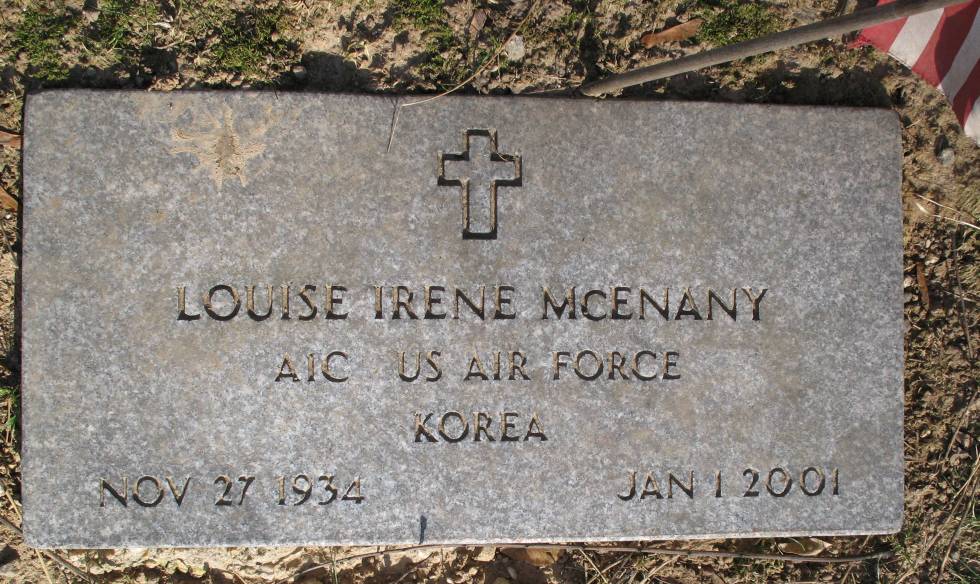 LOUISE IRENE MCENANY
A1C US AIR FORCE
KOREA
NOV 27 1934 JAN 1 2001